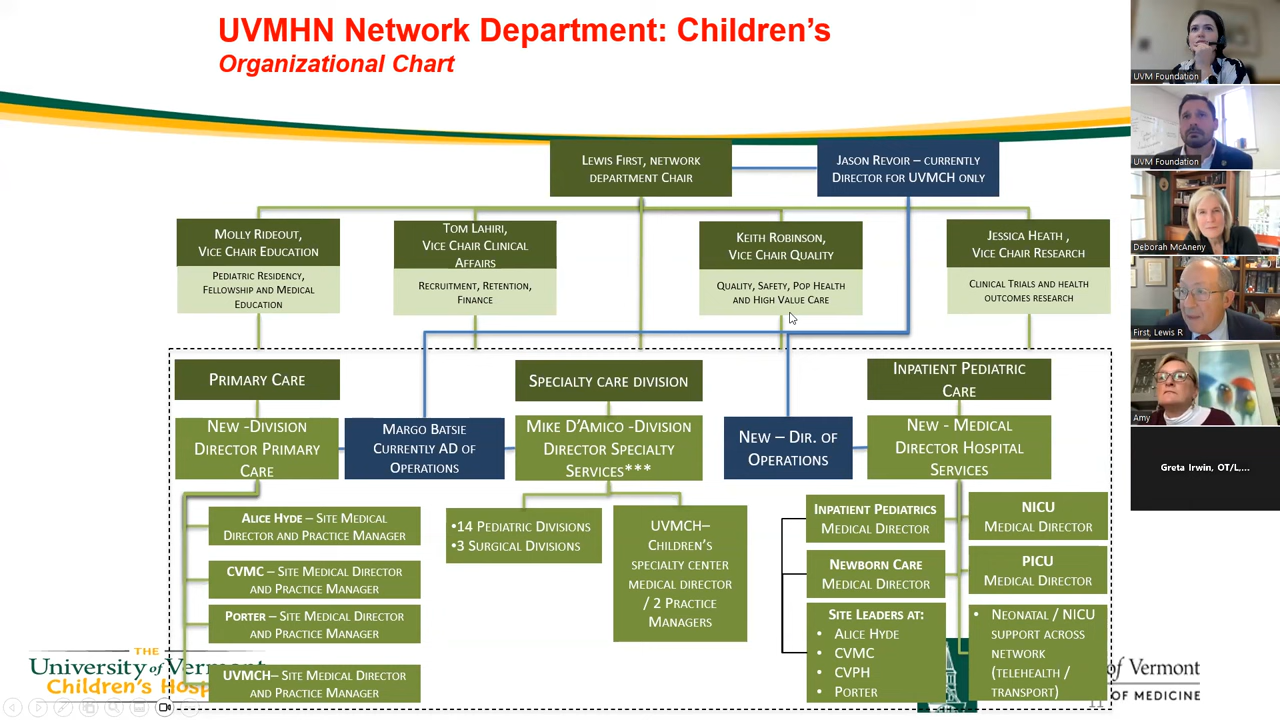 UVMHN Network Department: Children's
Organizational Chart
LEWIS FIRST, NETWORK
DEPARTMENT CHAIR
JASON REVOIR – CURRENTLY
DIRECTOR FOR UVMCH ONLY
MOLLY RIDEOUT,
VICE CHAIR EDUCATION
PEDIATRIC RESIDENCY,
FELLOWSHIP AND MEDICAL
EDUCATION
TOM LAHIRI,
VICE CHAIR CLINICAL
AFFAIRS
RECRUITMENT, RETENTION,
FINANCE
KEITH ROBINSON,
VICE CHAIR QUALITY
QUALITY, SAFETY, POP HEALTH
AND HIGH VALUE CARE
JESSICA HEATH ,
VICE CHAIR RESEARCH
CLINICAL TRIALS AND HEALTH
OUTCOMES RESEARCH
PRIMARY CARE
SPECIALTY CARE DIVISION
INPATIENT PEDIATRIC
CARE
NEW -DIVISION
DIRECTOR PRIMARY
CARE
MARGO BATSIE
CURRENTLY AD OF
OPERATIONS
MIKE D'AMICO -DIVISION
DIRECTOR SPECIALTY
SERVICES***
NEW – DIR. OF
OPERATIONS
NEW - MEDICAL
DIRECTOR HOSPITAL
SERVICES
ALICE HYDE – SITE MEDICAL
DIRECTOR AND PRACTICE MANAGER
CVMC – SITE MEDICAL DIRECTOR
AND PRACTICE MANAGER
PORTER – SITE MEDICAL DIRECTOR
AND PRACTICE MANAGER
UVMCH– SITE MEDICAL DIRECTOR
AND PRACTICE MANAGER
•14 PEDIATRIC DIVISIONS
•3 SURGICAL DIVISIONS
UVMCH–
CHILDREN'S
SPECIALTY CENTER
MEDICAL DIRECTOR
/ 2 PRACTICE
MANAGERS
INPATIENT PEDIATRICS
MEDICAL DIRECTOR
NEWBORN CARE
MEDICAL DIRECTOR
SITE LEADERS AT:
• ALICE HYDE
• CVMC
• CVPH
• PORTER
NICU
MEDICAL DIRECTOR
PICU
MEDICAL DIRECTOR
• NEONATAL / NICU
SUPPORT ACROSS
NETWORK
(TELEHEALTH /
TRANSPORT)
THE
University of Vermont
Children's Hosp
of Vermont
OF MEDICINE
11
UVM Foundation
UVM Foundation
Deborah McAneny
First, Lewis R
Amy
Greta Irwin, OT/L,...